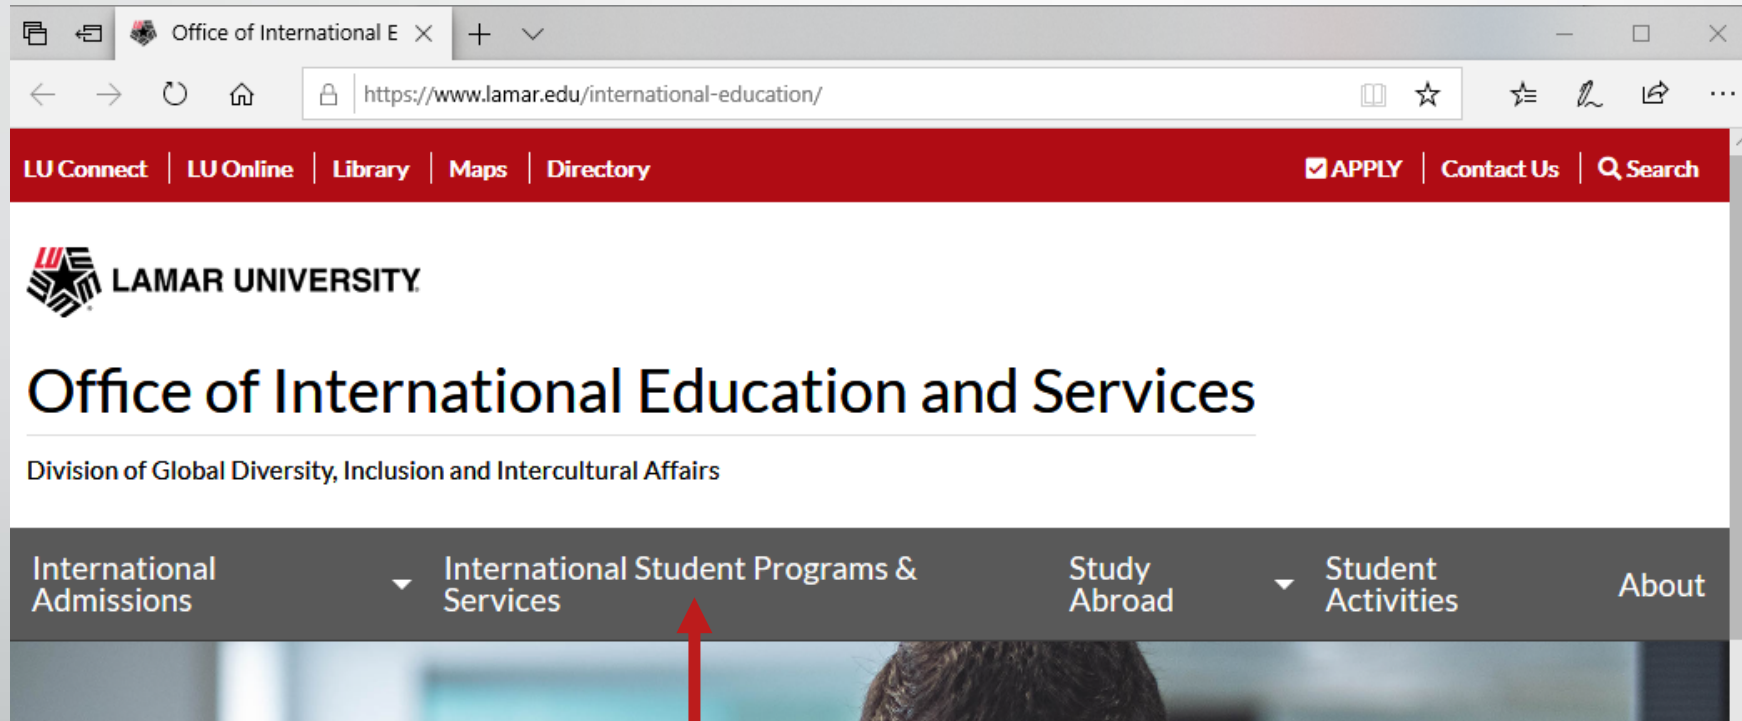 Office of International E
https://www.lamar.edu/international-education/
LU Connect | LU Online | Library | Maps | Directory
APPLY | Contact Us | Search
LU
LAMAR UNIVERSITY
Office of International Education and Services
Division of Global Diversity, Inclusion and Intercultural Affairs
International
Admissions
International Student Programs &
Services
Study
Abroad
Student
Activities
About